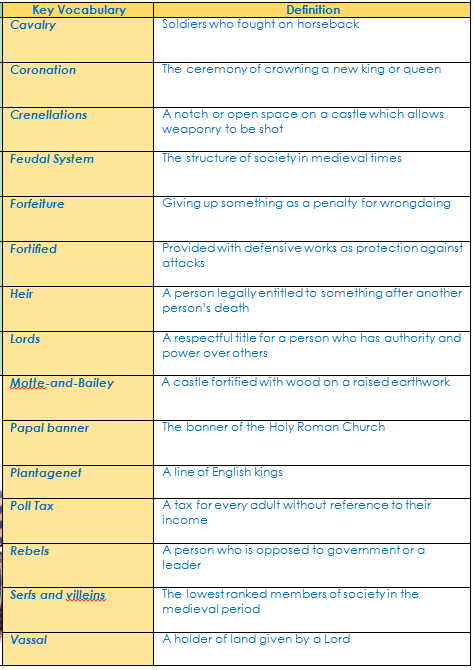 Key Vocabulary Definition
Cavalry Soldiers who fought on horseback
Coronation The ceremony of crowning a new king or queen
Crenellations A notch or open space on a castle which allows
weaponry to be shot
Feudal System The structure of society in medieval times
Forfeiture Giving up something as a penalty for wrongdoing
Fortified Provided with defensive works as protection against
attacks
Heir A person legally entitled to something after another
person's death
Lords A respectful title for a person who has authority and
power over others
Motte-and-Bailey A castle fortified with wood on a raised earthwork
Papal banner The banner of the Holy Roman Church
Plantagenet A line of English kings
Poll Tax A tax for every adult without reference to their
income
Rebels A person who is opposed to government or a
leader
Serfs and villeins The lowest ranked members of society in the
medieval period
Vassal A holder of land given by a Lord